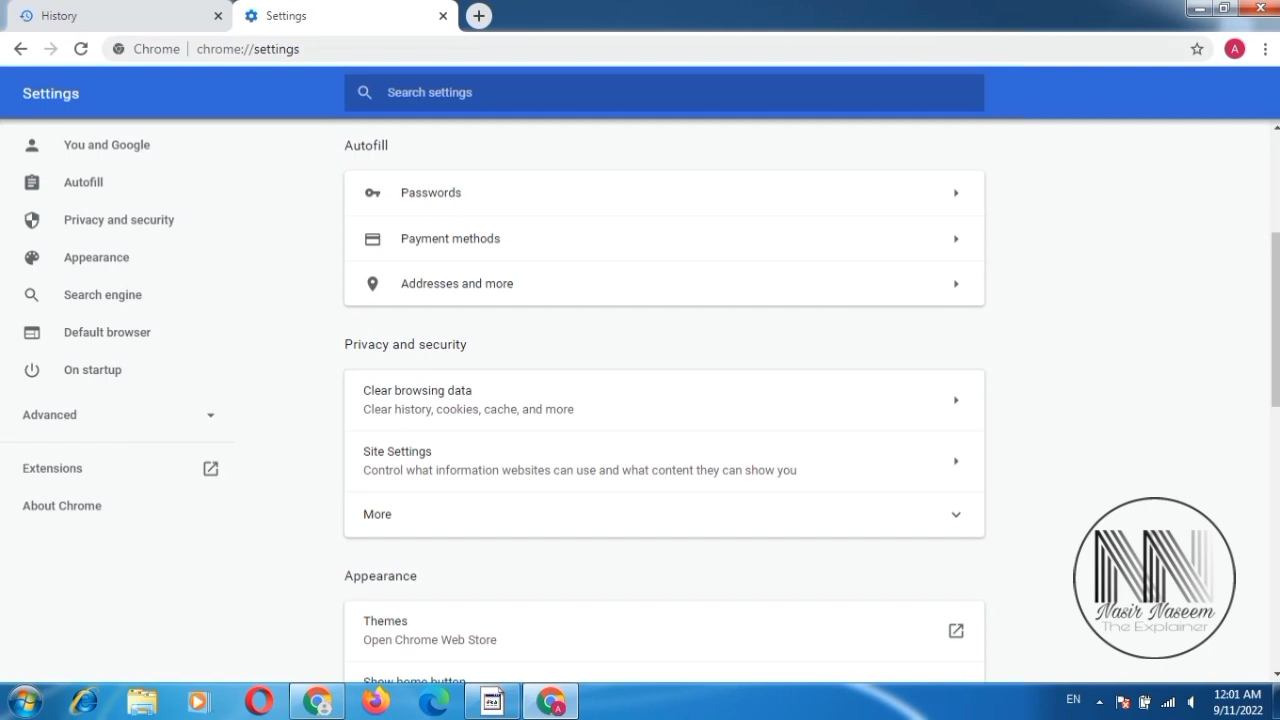 History
Settings
Chrome
chrome://settings
A
Settings
Search settings
You and Google
Autofill
Privacy and security
Appearance
Search engine
Default browser
On startup
Advanced
Extensions
About Chrome
Autofill
Passwords
Payment methods
Addresses and more
Privacy and security
Clear browsing data
Clear history, cookies, cache, and more
Site Settings
Control what information websites can use and what content they can show you
More
Appearance
Themes
Open Chrome Web Store
Show home button
NN
Nasir Naseem
The Explainer
EN
12:01 AM
9/11/2022